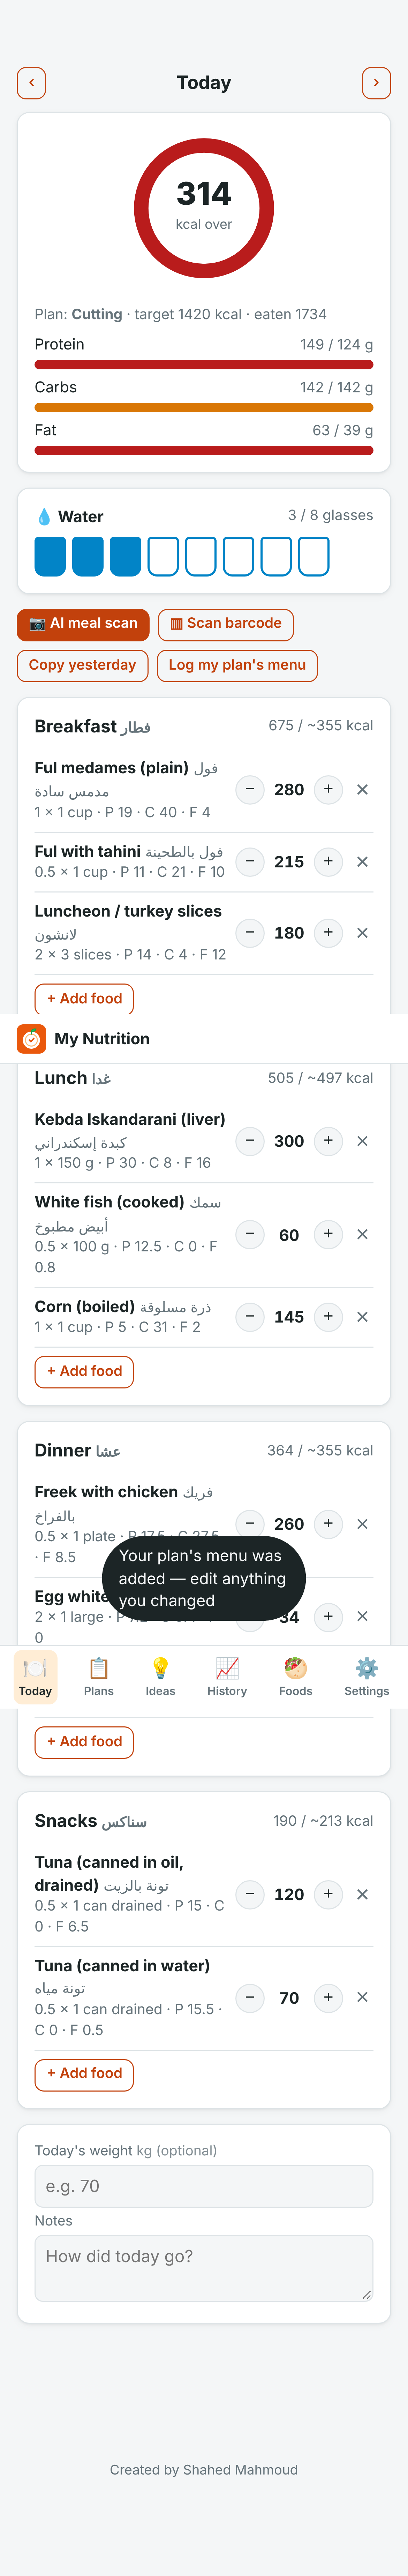 ‹
Today
›
314
kcal over
Plan: Cutting · target 1420 kcal · eaten 1734
Protein 149 / 124 g
Carbs 142 / 142 g
Fat 63 / 39 g
💧 Water 3 / 8 glasses
📷 AI meal scan
▥ Scan barcode
Copy yesterday
Log my plan's menu
Breakfast فطار 675 / ~355 kcal
Ful medames (plain) فول
مدمس سادة
1 × 1 cup · P 19 · C 40 · F 4
− 280 + ✕
Ful with tahini فول بالطحينة
0.5 × 1 cup · P 11 · C 21 · F 10
− 215 + ✕
Luncheon / turkey slices
لانشون
2 × 3 slices · P 14 · C 4 · F 12
− 180 + ✕
+ Add food
My Nutrition
Lunch غدا 505 / ~497 kcal
Kebda Iskandarani (liver)
كبدة إسكندراني
1 × 150 g · P 30 · C 8 · F 16
− 300 + ✕
White fish (cooked) سمك
أبيض مطبوخ
0.5 × 100 g · P 12.5 · C 0 · F
0.8
− 60 + ✕
Corn (boiled) ذرة مسلوقة
1 × 1 cup · P 5 · C 31 · F 2
− 145 + ✕
+ Add food
Dinner عشا 364 / ~355 kcal
Freek with chicken فريك
بالفراخ
0.5 × 1 plate · P 17.5 · C 27.5
· F 8.5
− 260 + ✕
Your plan's menu was
added — edit anything
you changed
Egg white
2 × 1 large · P
0
34 + ✕
🍽️ Today
📋 Plans
💡 Ideas
📈 History
🥙 Foods
⚙️ Settings
+ Add food
Snacks سناكس 190 / ~213 kcal
Tuna (canned in oil,
drained) تونة بالزيت
0.5 × 1 can drained · P 15 · C
0 · F 6.5
− 120 + ✕
Tuna (canned in water)
تونة مياه
0.5 × 1 can drained · P 15.5 ·
C 0 · F 0.5
− 70 + ✕
+ Add food
Today's weight kg (optional)
e.g. 70
Notes
How did today go?
Created by Shahed Mahmoud